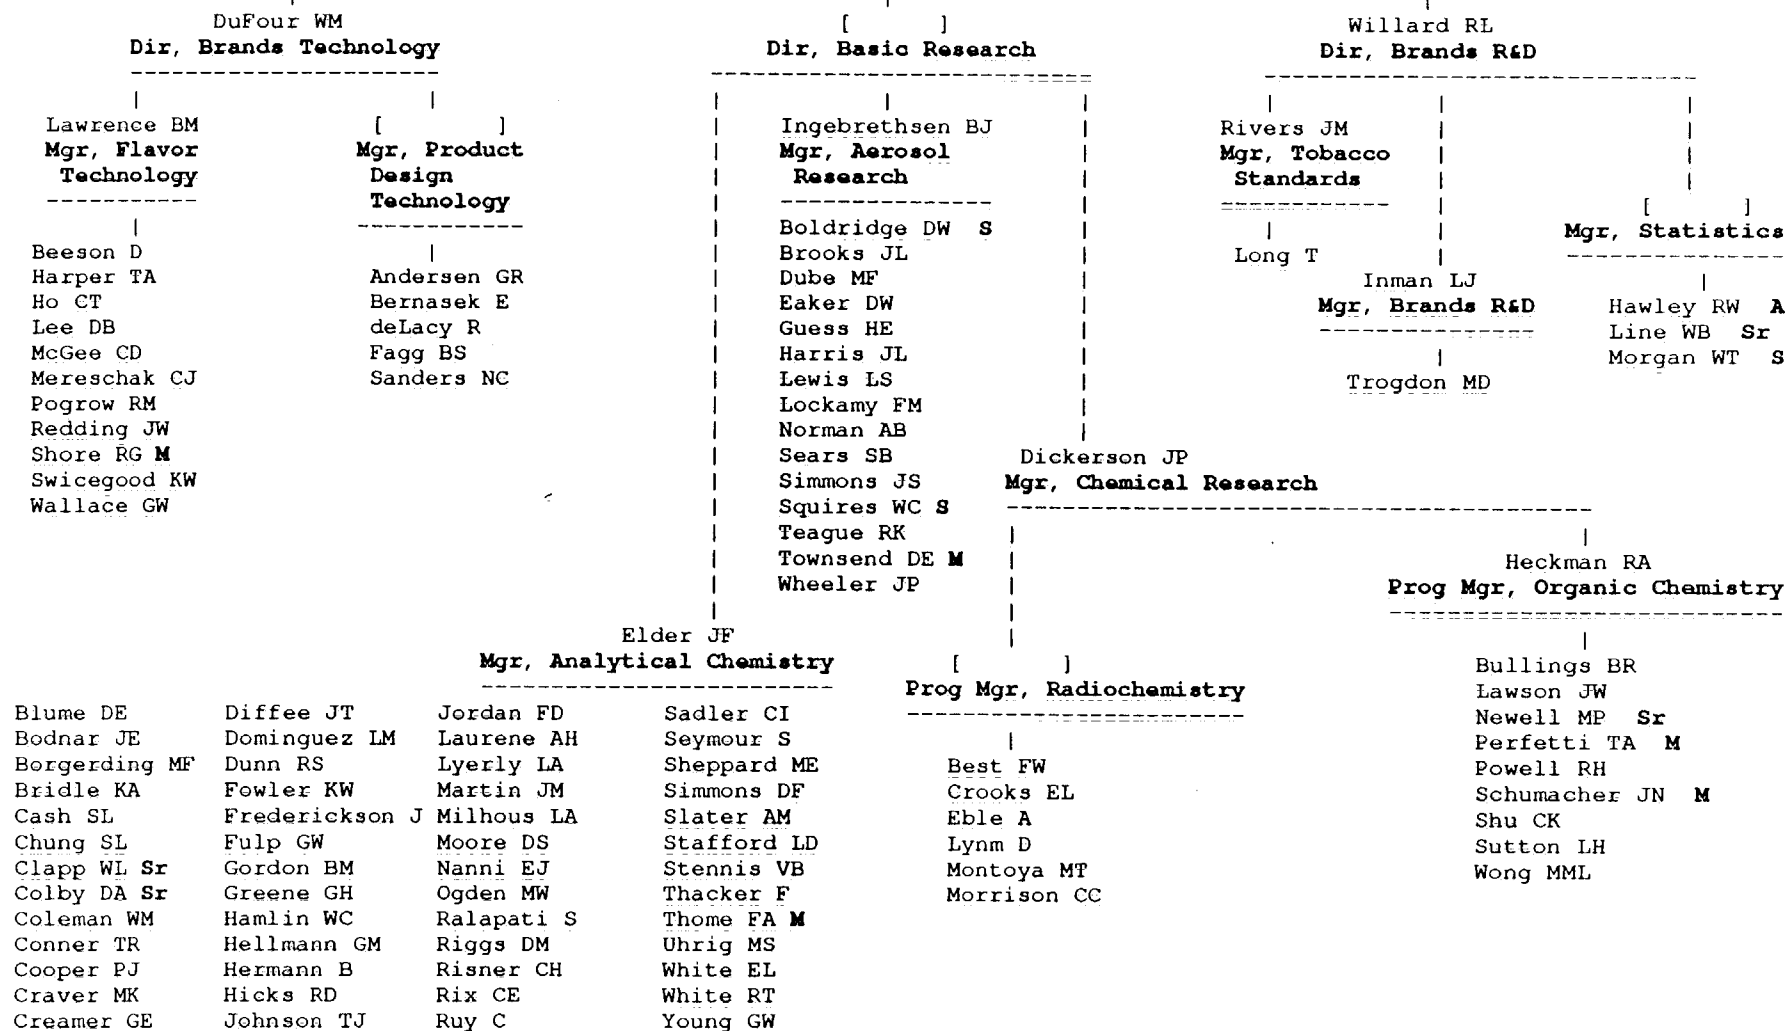 DuFour WM
Dir, Brands Technology
Lawrence BM
Mgr, Flavor
Technology
Beeson D
Harper TA
Ho CT
Lee DB
McGee CD
Mereschak CJ
Pogrow RM
Redding JW
Shore RG M
Swicegood KW
Wallace GW
[ ]
Mgr, Product
Design
Technology
Andersen GR
Bernasek E
deLacy R
Fagg BS
Sanders NC
[ ]
Dir, Basic Research
Ingebrethsen BJ
Mgr, Aerosol
Research
Boldridge DW S
Brooks JL
Dube MF
Eaker DW
Guess HE
Harris JL
Lewis LS
Lockamy FM
Norman AB
Sears SB
Simmons JS
Squires WC S
Teague RK
Townsend DE M
Wheeler JP
Willard RL
Dir, Brands R&D
Rivers JM
Mgr, Tobacco
Standards
Long T
Inman LJ
Mgr, Brands R&D
Trogdon MD
[ ]
Mgr, Statistics
Hawley RW A
Line WB Sr
Morgan WT S
Dickerson JP
Mgr, Chemical Research
Heckman RA
Prog Mgr, Organic Chemistry
Bullings BR
Lawson JW
Newell MP Sr
Perfetti TA M
Powell RH
Schumacher JN M
Shu CK
Sutton LH
Wong MML
[ ]
Prog Mgr, Radiochemistry
Best FW
Crooks EL
Eble A
Lynm D
Montoya MT
Morrison CC
Elder JF
Mgr, Analytical Chemistry
Blume DE
Bodnar JE
Borgerding MF
Bridle KA
Cash SL
Chung SL
Clapp WL Sr
Colby DA Sr
Coleman WM
Conner TR
Cooper PJ
Craver MK
Creamer GE
Diffee JT
Dominguez LM
Dunn RS
Fowler KW
Frederickson J
Fulp GW
Gordon BM
Greene GH
Hamlin WC
Hellmann GM
Hermann B
Hicks RD
Johnson TJ
Jordan FD
Laurene AH
Lyerly LA
Martin JM
Milhous LA
Moore DS
Nanni EJ
Ogden MW
Ralapati S
Riggs DM
Risner CH
Rix CE
Ruy C
Sadler CI
Seymour S
Sheppard ME
Simmons DF
Slater AM
Stafford LD
Stennis VB
Thacker F
Thome FA M
Uhrig MS
White EL
White RT
Young GW